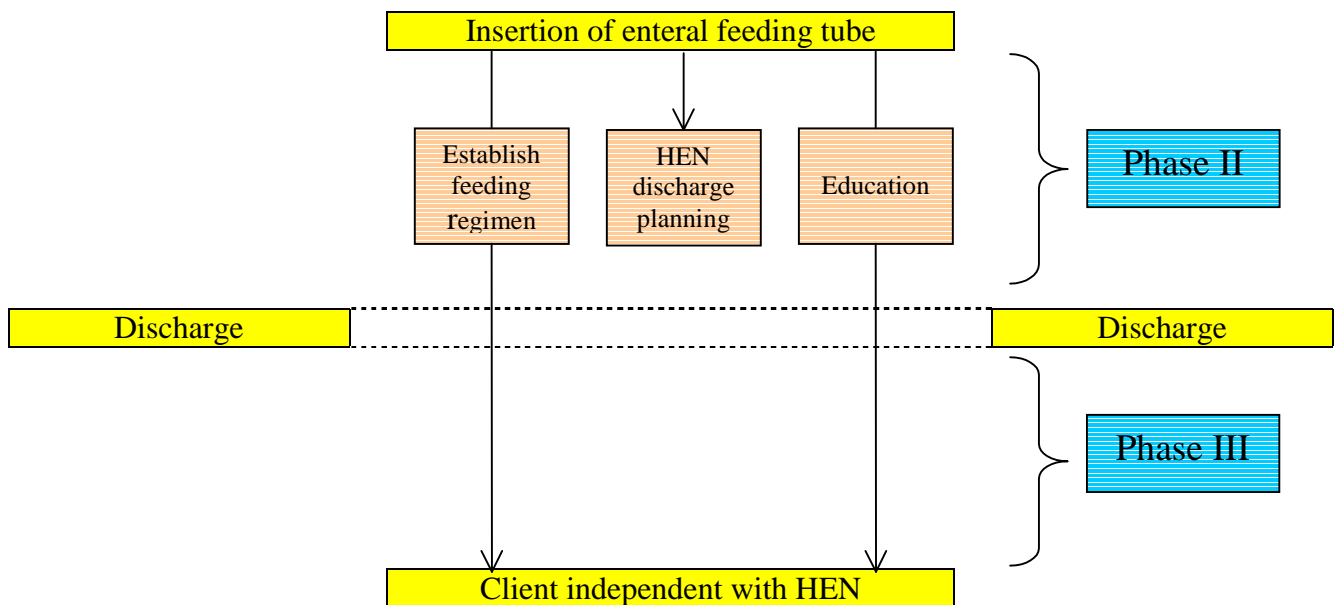 Insertion of enteral feeding tube
Establish
feeding
regimen
HEN
discharge
planning
Education
Phase II
Discharge
Discharge
Phase III
Client independent with HEN